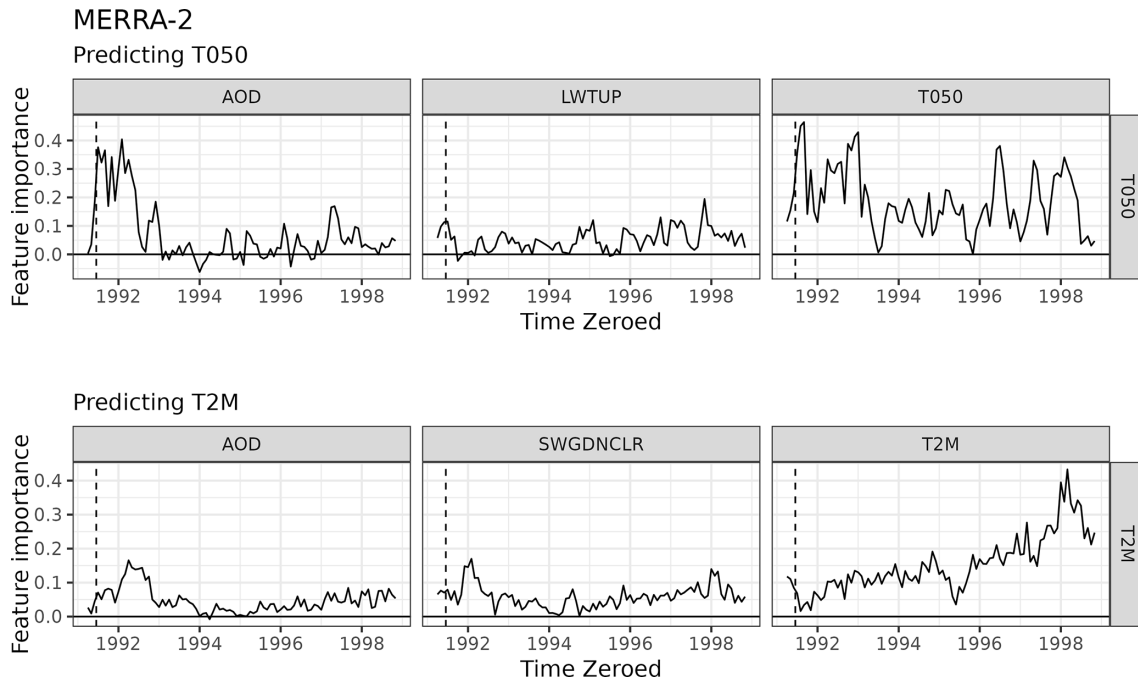 MERRA-2
Predicting T050
AOD LWTUP T050
Feature importance
0.4
0.3
0.2
0.1
0.0
T050
1992 1994 1996 1998 1992 1994 1996 1998 1992 1994 1996 1998
Time Zeroed
Predicting T2M
AOD SWGDNCLR T2M
Feature importance
0.4
0.3
0.2
0.1
0.0
T2M
1992 1994 1996 1998 1992 1994 1996 1998 1992 1994 1996 1998
Time Zeroed